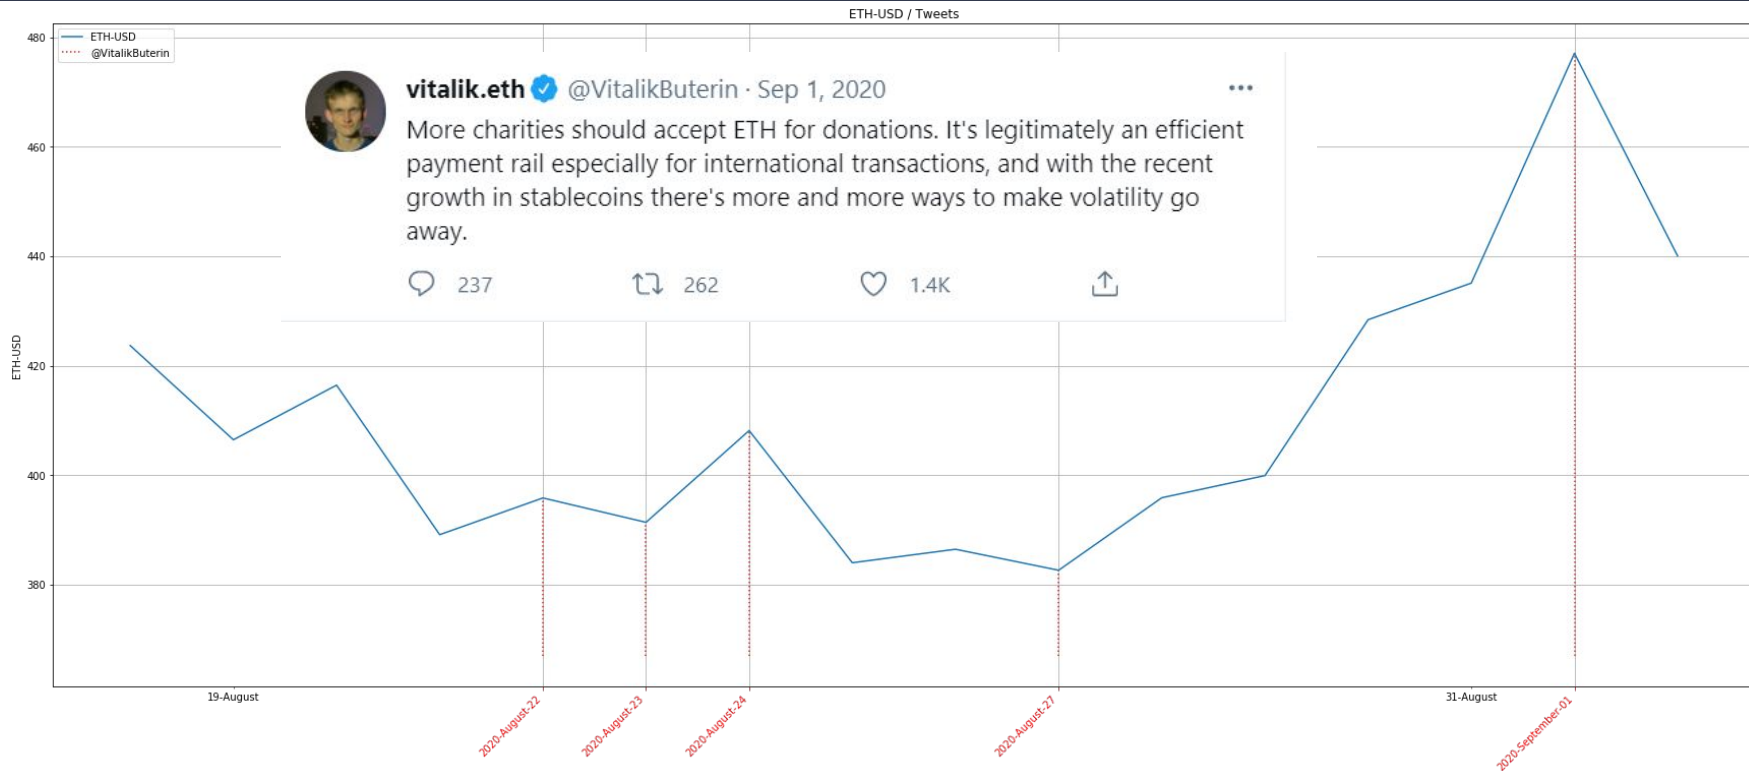 ETH-USD / Tweets
ETH-USD
@VitalikButerin
vitalik.eth @VitalikButerin · Sep 1, 2020
More charities should accept ETH for donations. It's legitimately an efficient
payment rail especially for international transactions, and with the recent
growth in stablecoins there's more and more ways to make volatility go
away.
237 262 1.4K
ETH-USD
480
460
440
420
400
380
19-August
2020-August-22
2020-August-23
2020-August-24
2020-August-27
31-August
2020-September-01